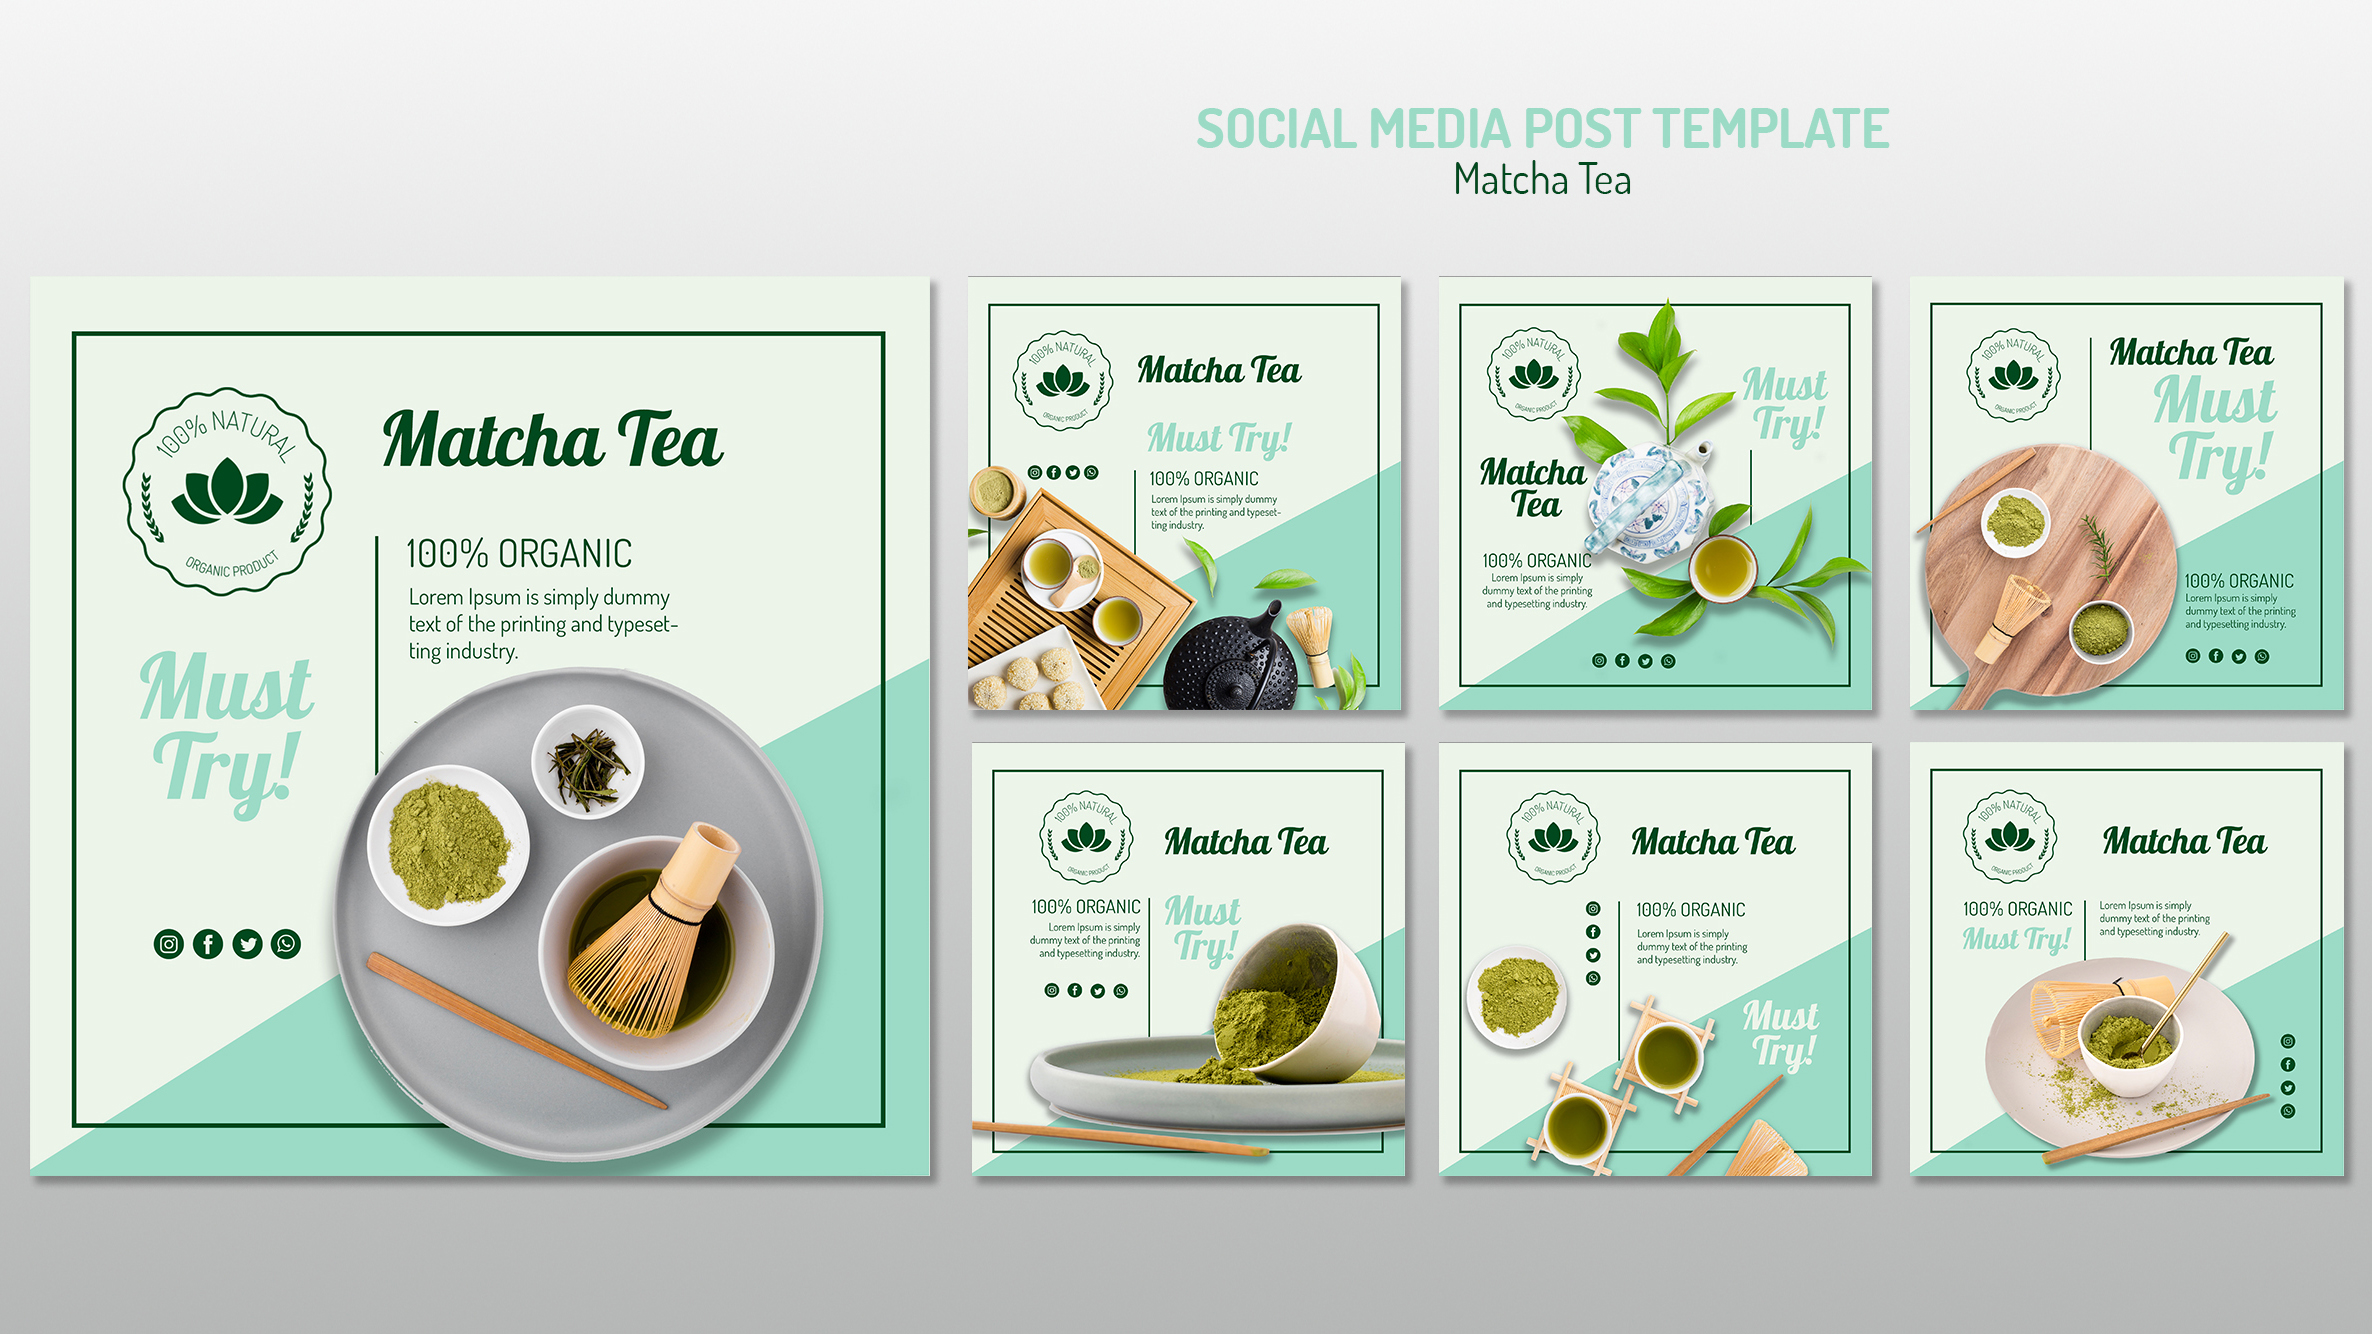 SOCIAL MEDIA POST TEMPLATE
Matcha Tea
100% NATURAL
ORGANIC PRODUCT
Matcha Tea
100% ORGANIC
Lorem Ipsum is simply dummy
text of the printing and typeset-
ting industry.
Must
Try!
100% NATURAL
ORGANIC PRODUCT
Matcha Tea
Must Try!
100% ORGANIC
Lorem Ipsum is simply dummy
text of the printing and typeset-
ting industry.
100% NATURAL
ORGANIC PRODUCT
Must
Try!
Matcha
Tea
100% ORGANIC
Lorem Ipsum is simply
dummy text of the printing
and typesetting industry.
100% NATURAL
ORGANIC PRODUCT
Matcha Tea
Must
Try!
100% ORGANIC
Lorem Ipsum is simply
dummy text of the printing
and typesetting industry.
100% NATURAL
ORGANIC PRODUCT
Matcha Tea
100% ORGANIC
Lorem Ipsum is simply
dummy text of the printing
and typesetting industry.
Must
Try!
100% NATURAL
ORGANIC PRODUCT
Matcha Tea
100% ORGANIC
Lorem Ipsum is simply
dummy text of the printing
and typesetting industry.
Must
Try!
100% NATURAL
ORGANIC PRODUCT
Matcha Tea
100% ORGANIC
Must Try!
Lorem Ipsum is simply
dummy text of the printing
and typesetting industry.